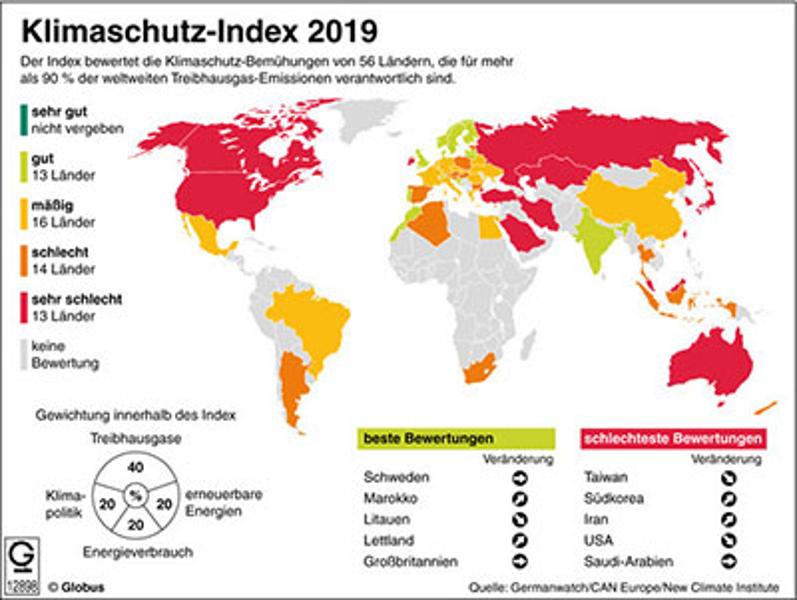 Klimaschutz-Index 2019
Der Index bewertet die Klimaschutz-Bemühungen von 56 Ländern, die für mehr
als 90 % der weltweiten Treibhausgas-Emissionen verantwortlich sind.
sehr gut
nicht vergeben
gut
13 Länder
mäßig
16 Länder
schlecht
14 Länder
sehr schlecht
13 Länder
keine
Bewertung
Gewichtung innerhalb des Index
Treibhausgase
40
Klima-
politik
20
%
20
erneuerbare
Energien
20
Energieverbrauch
beste Bewertungen
Veränderung
Schweden
Marokko
Litauen
Lettland
Großbritannien
schlechteste Bewertungen
Veränderung
Taiwan
Südkorea
Iran
USA
Saudi-Arabien
G
12898
© Globus
Quelle: Germanwatch/CAN Europe/New Climate Institute